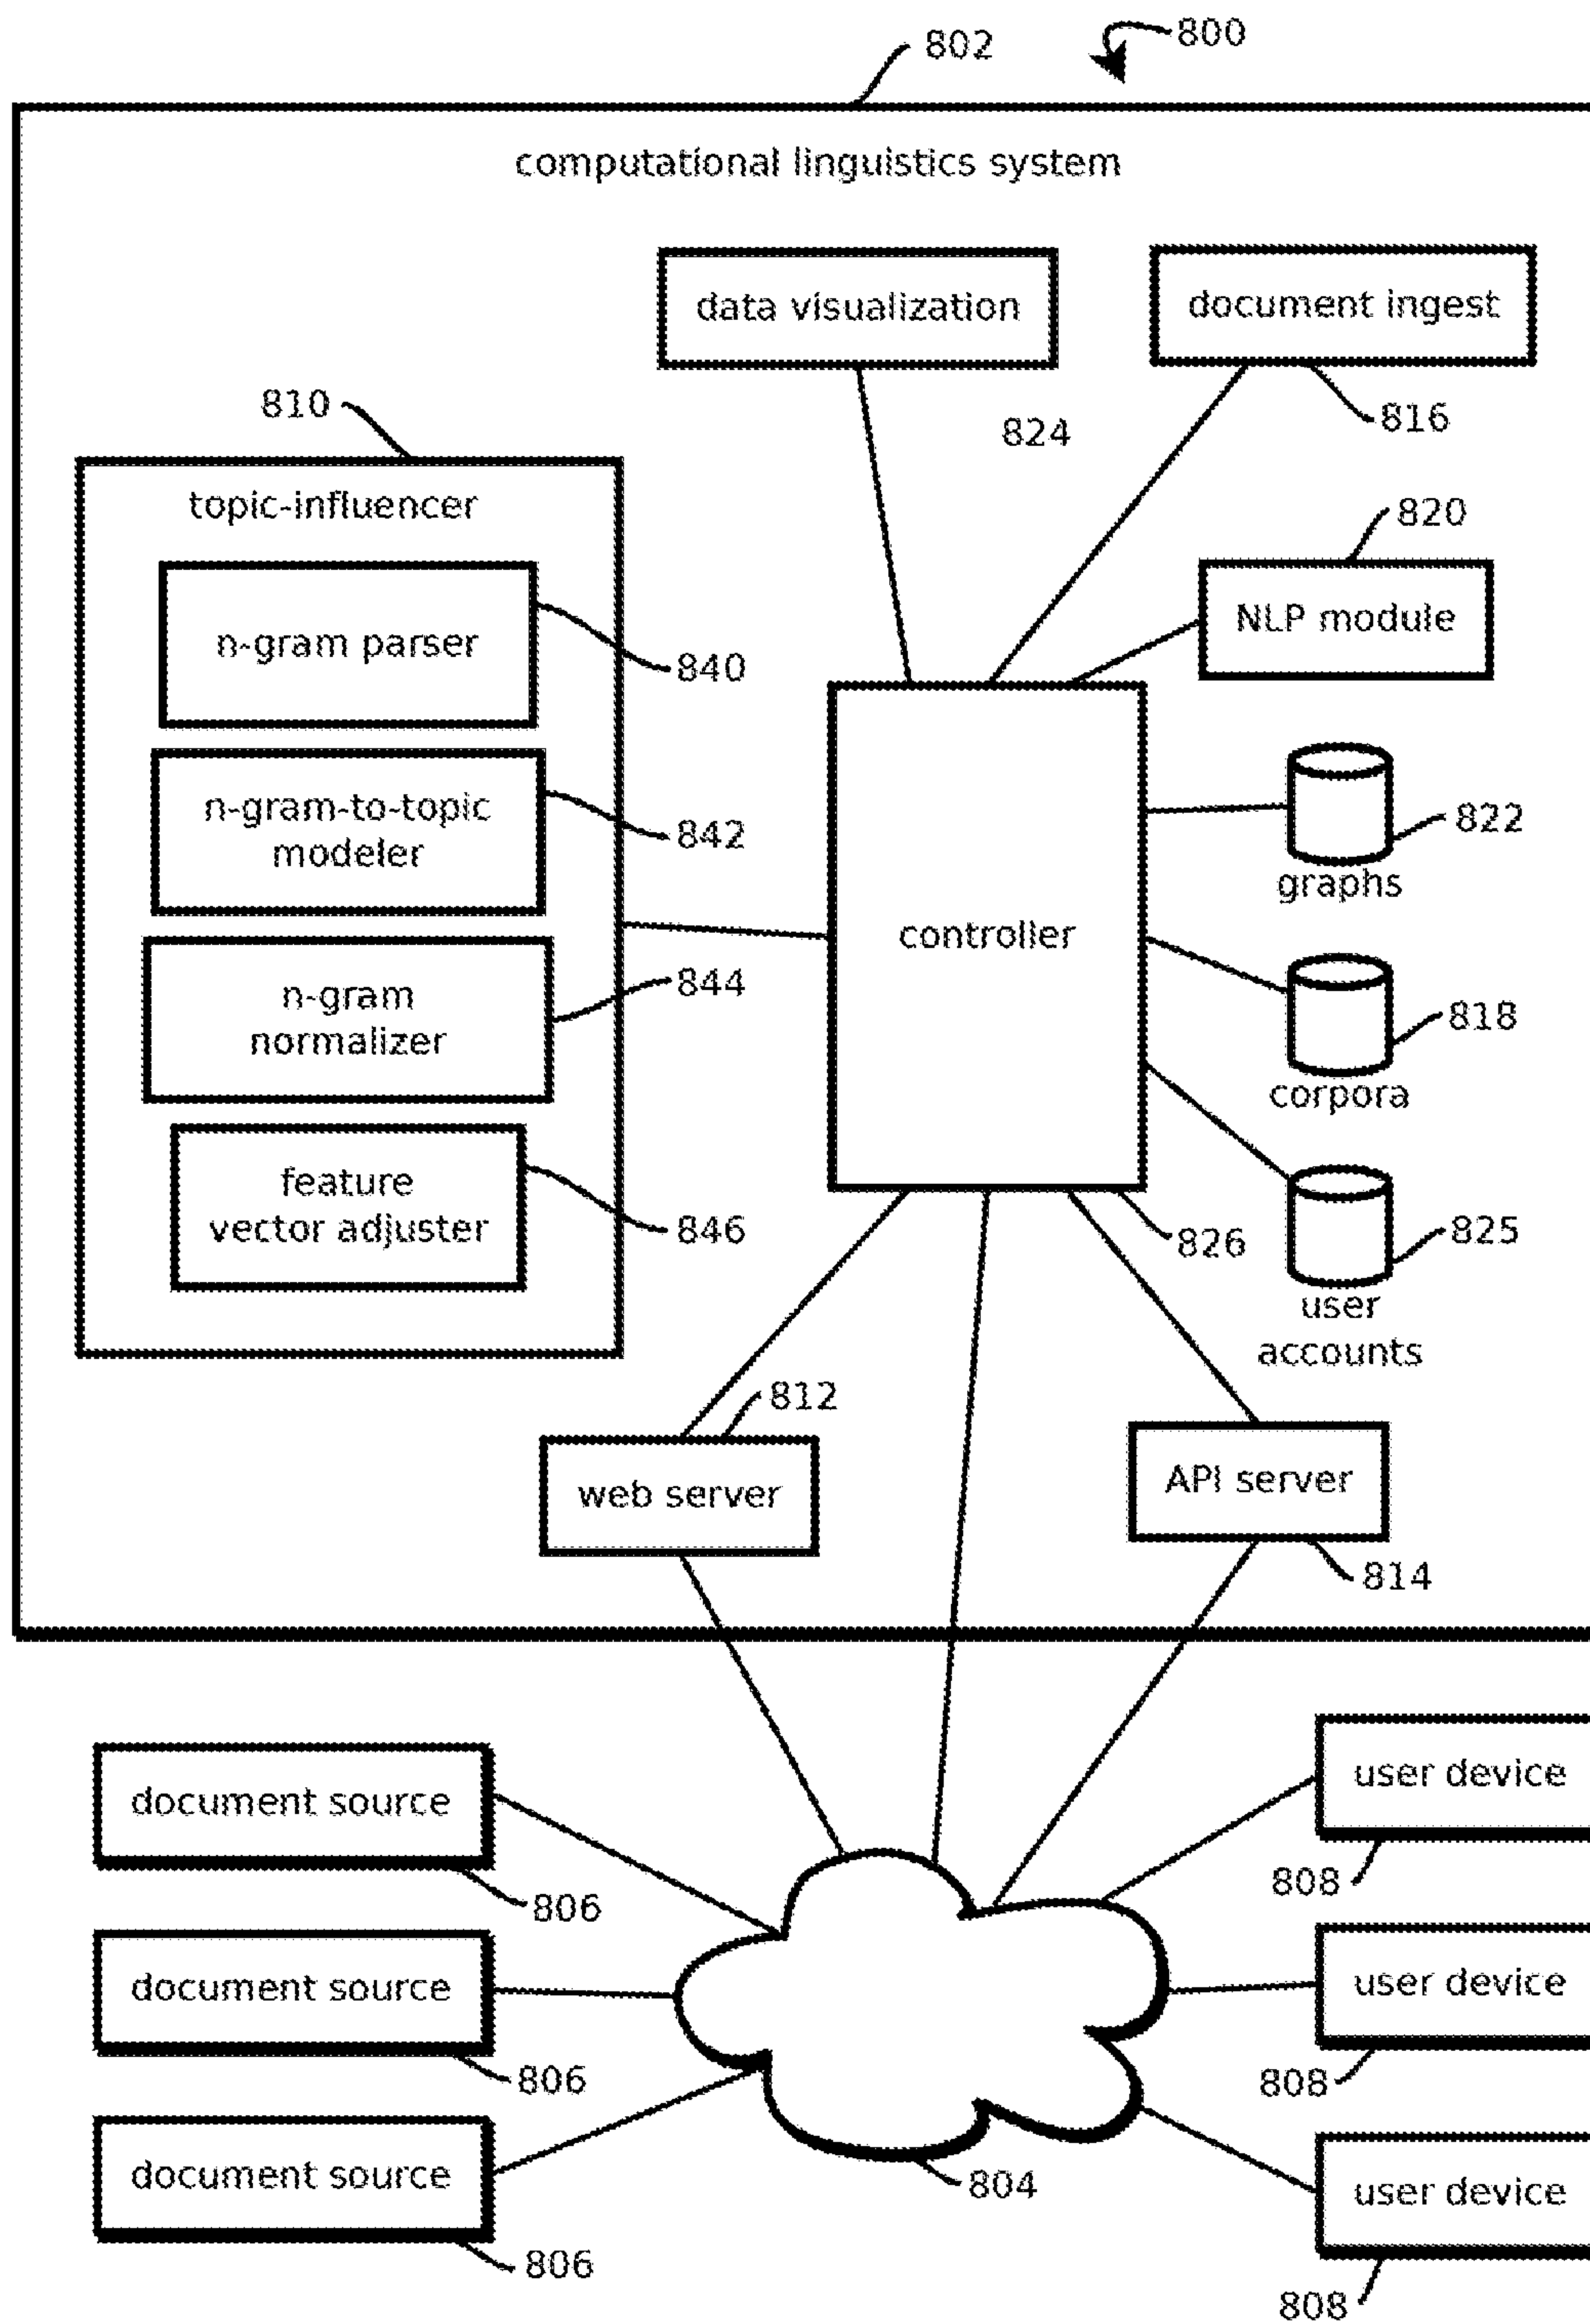 802
800
computational linguistics system
data visualization
document ingest
810
824
816
topic-influencer
820
n-gram parser
NLP module
840
n-gram-to-topic
modeler
842
822
graphs
controller
844
n-gram
normalizer
818
corpora
feature
vector adjuster
846
826
825
user
accounts
812
web server
API server
814
document source
user device
806
808
document source
user device
806
808
document source
804
user device
806
808